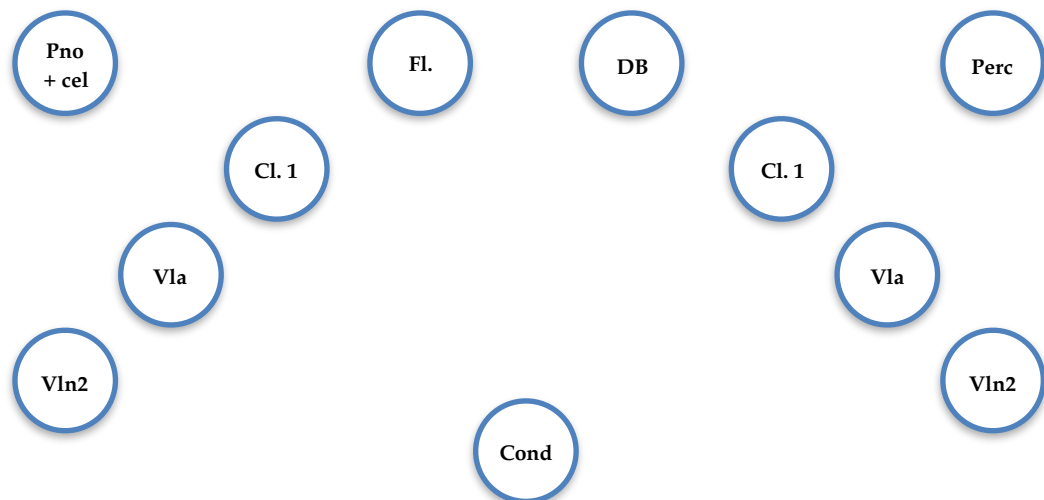 Pno
+ cel
Fl.
DB
Perc
Cl. 1
Cl. 1
Vla
Vla
Vln2
Vln2
Cond